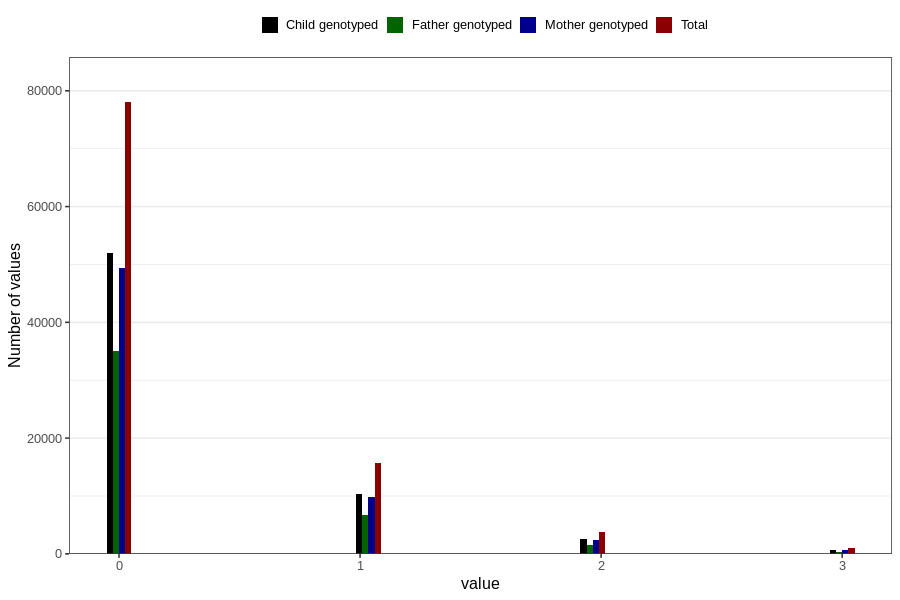 Child genotyped Father genotyped Mother genotyped Total
80000
60000
40000
20000
0
Number of values
0 1 2 3
value